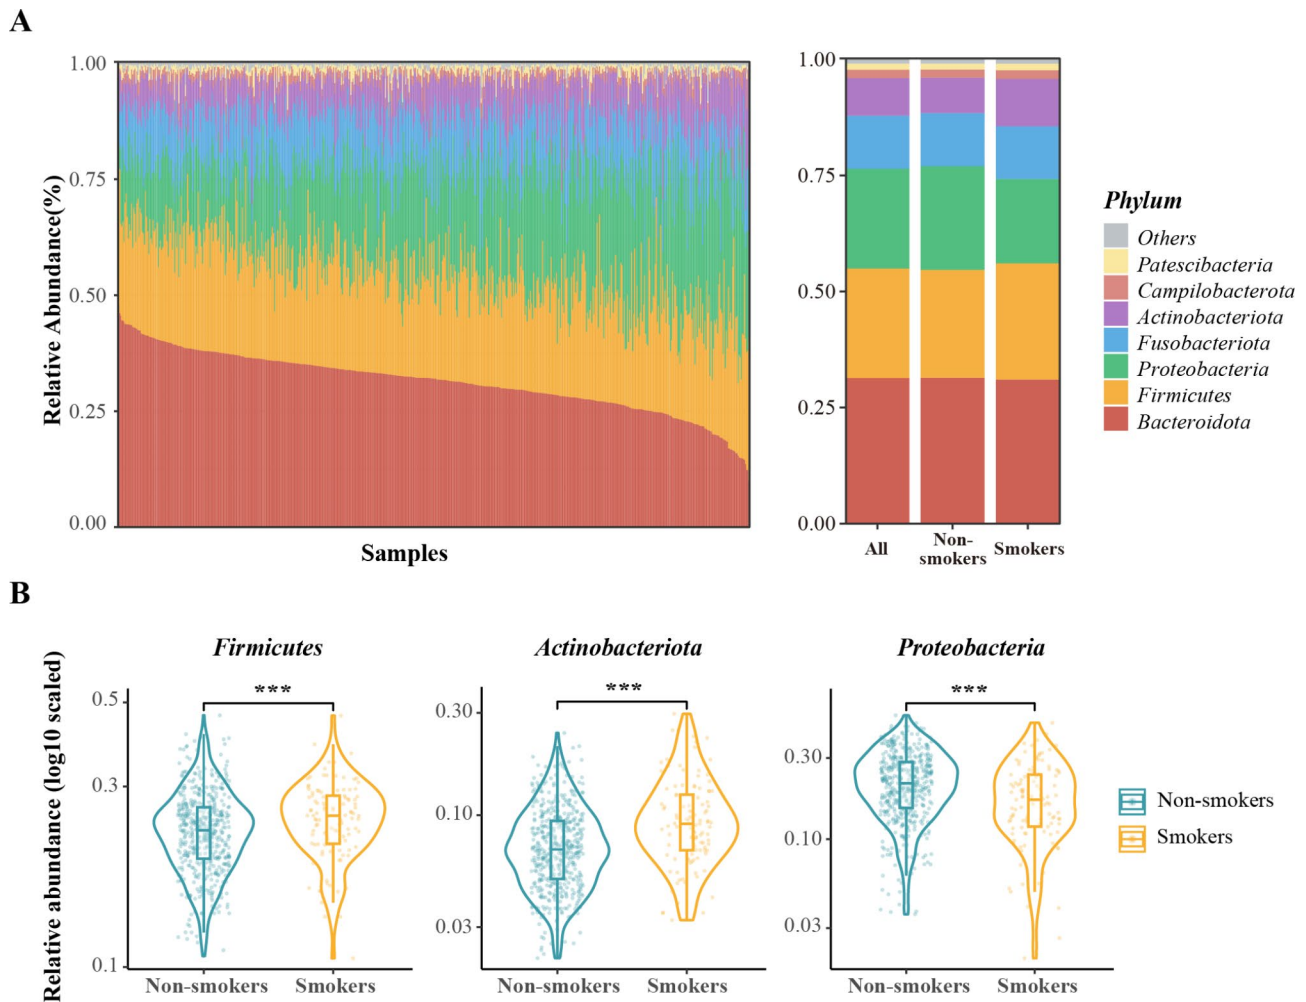 A
Relative Abundance(%)
1.00
0.75
0.50
0.25
0.00
Samples
1.00
0.75
0.50
0.25
0.00
All
Non-
smokers
Smokers
Phylum
Others
Patescibacteria
Campilobacterota
Actinobacteriota
Fusobacteriota
Proteobacteria
Firmicutes
Bacteroidota
B
Relative abundance (log10 scaled)
Firmicutes
***
0.5
0.3
0.1
Non-smokers
Smokers
Actinobacteriota
***
0.30
0.10
0.03
Non-smokers
Smokers
Proteobacteria
***
0.30
0.10
0.03
Non-smokers
Smokers
Non-smokers
Smokers